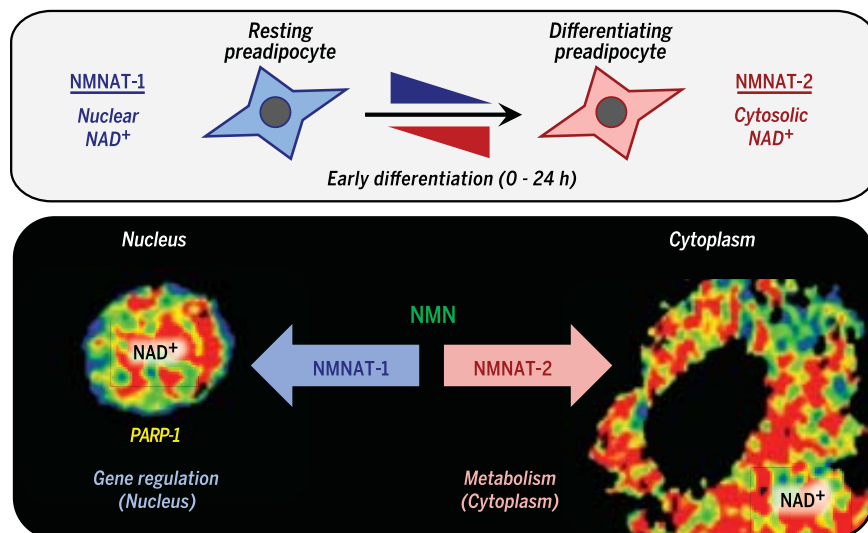 Resting
preadipocyte
Differentiating
preadipocyte
NMNAT-1
Nuclear
NAD+
NMNAT-2
Cytosolic
NAD+
Early differentiation (0 - 24 h)
Nucleus
Cytoplasm
NMN
NAD+
NMNAT-1
NMNAT-2
PARP-1
Gene regulation
(Nucleus)
Metabolism
(Cytoplasm)
NAD+